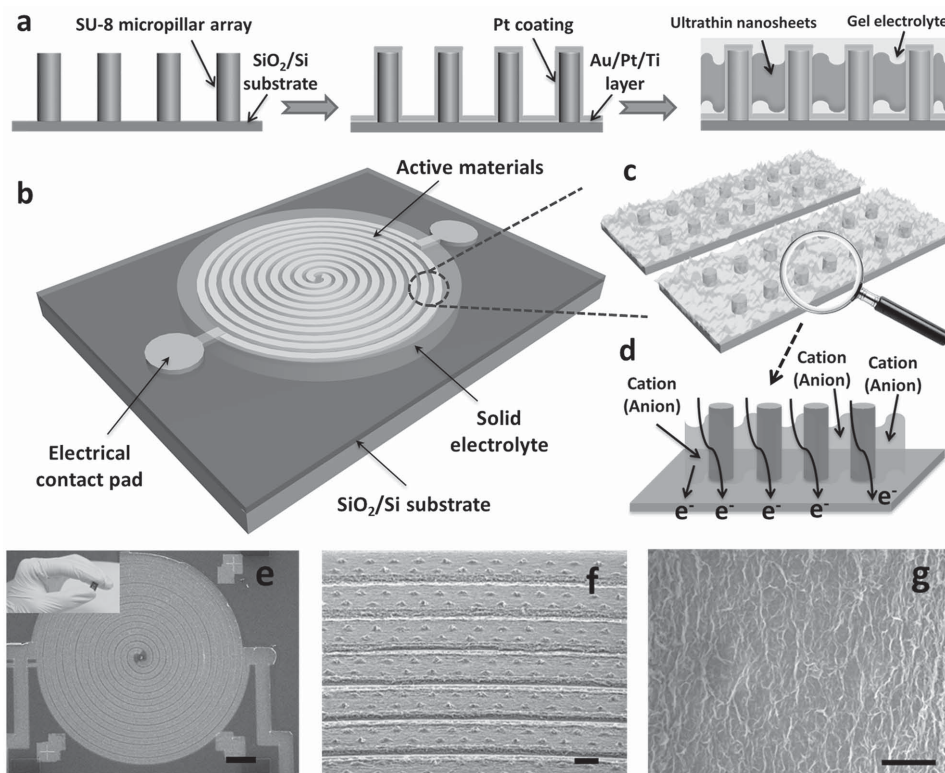 a
SU-8 micropillar array
SiO2/Si
substrate
Pt coating
Au/Pt/Ti
layer
Ultrathin nanosheets
Gel electrolyte
b
Active materials
Electrical
contact pad
Solid
electrolyte
SiO2/Si substrate
c
d
Cation
(Anion)
Cation
(Anion)
Cation
(Anion)
e-
e-
e-
e-
e-
e
f
g